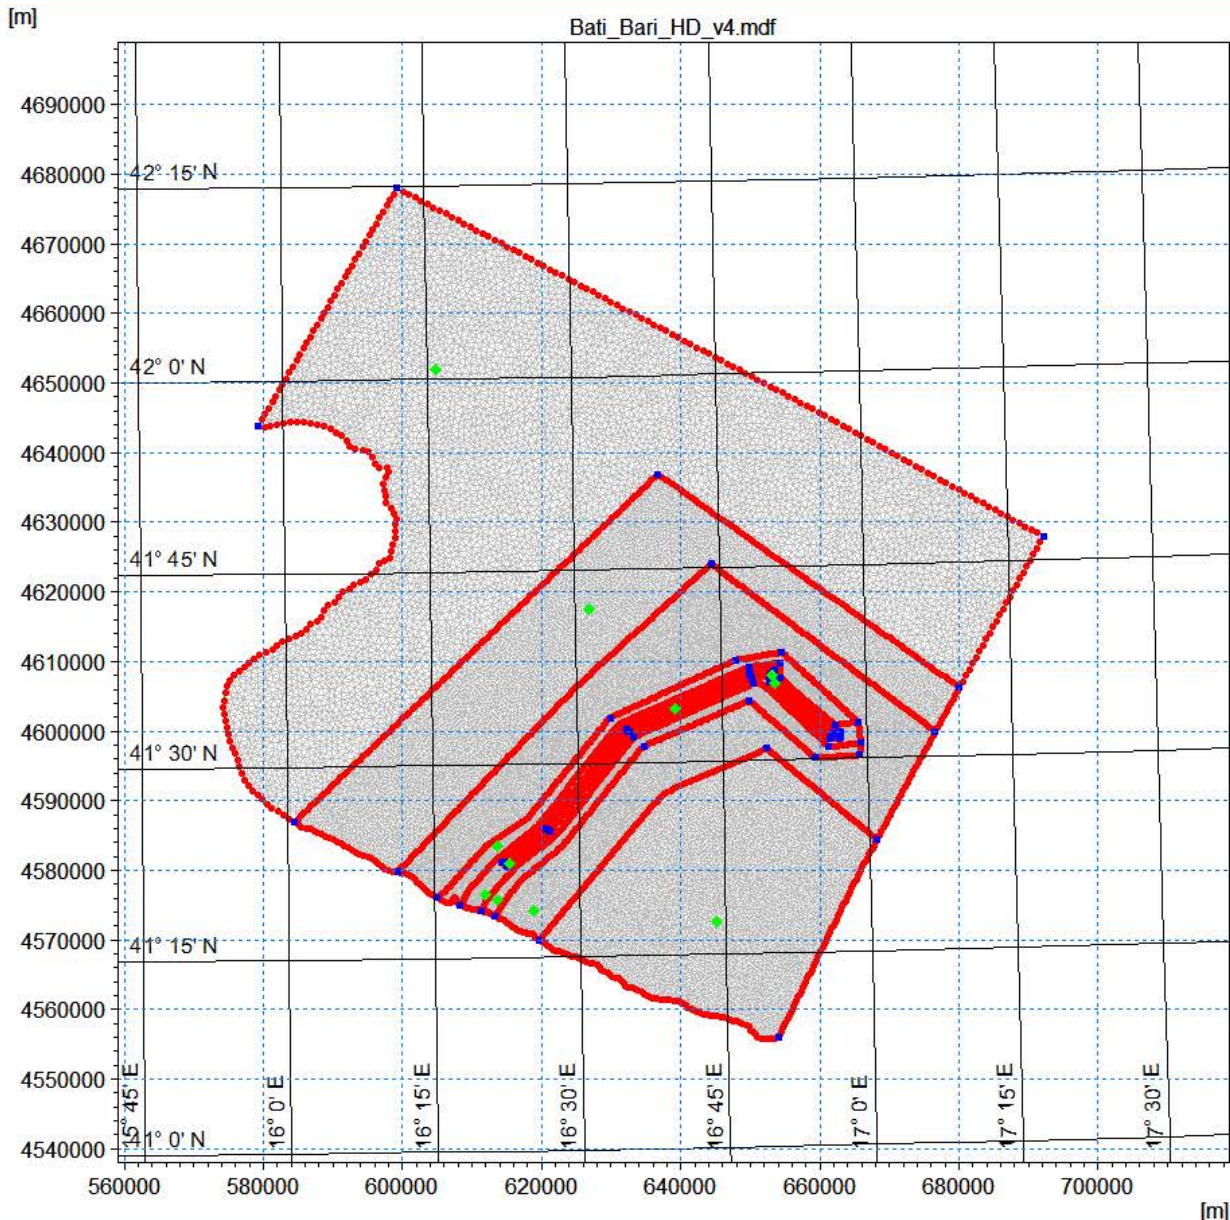 [m]
Bati_Bari_HD_v4.mdf
4690000
42° 15' N
4680000
4670000
4660000
42° 0' N
4650000
4640000
4630000
41° 45' N
4620000
4610000
4600000
41° 30' N
4590000
4580000
4570000
41° 15' N
4560000
4550000
41° 0' N
4540000
45' E
16° 0' E
16° 15' E
16° 30' E
16° 45' E
17° 0' E
17° 15' E
17° 30' E
560000 580000 600000 620000 640000 660000 680000 700000
[m]